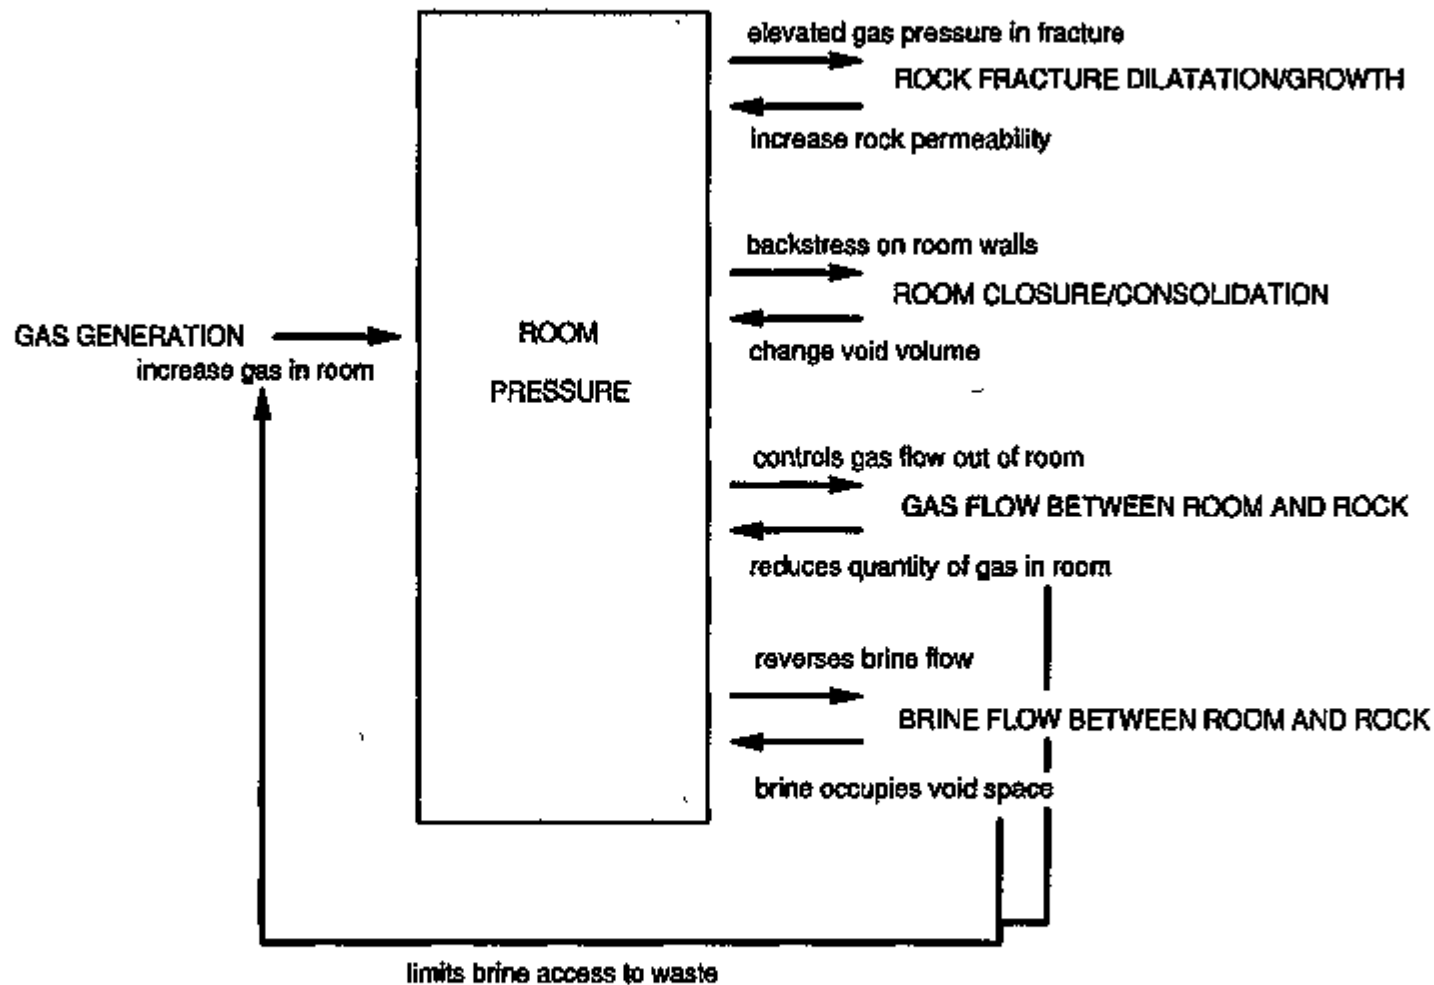 elevated gas pressure in fracture
ROCK FRACTURE DILATATION/GROWTH
increase rock permeability
backstress on room walls
ROOM CLOSURE/CONSOLIDATION
change void volume
GAS GENERATION
increase gas in room
ROOM
PRESSURE
controls gas flow out of room
GAS FLOW BETWEEN ROOM AND ROCK
reduces quantity of gas in room
reverses brine flow
BRINE FLOW BETWEEN ROOM AND ROCK
brine occupies void space
limits brine access to waste